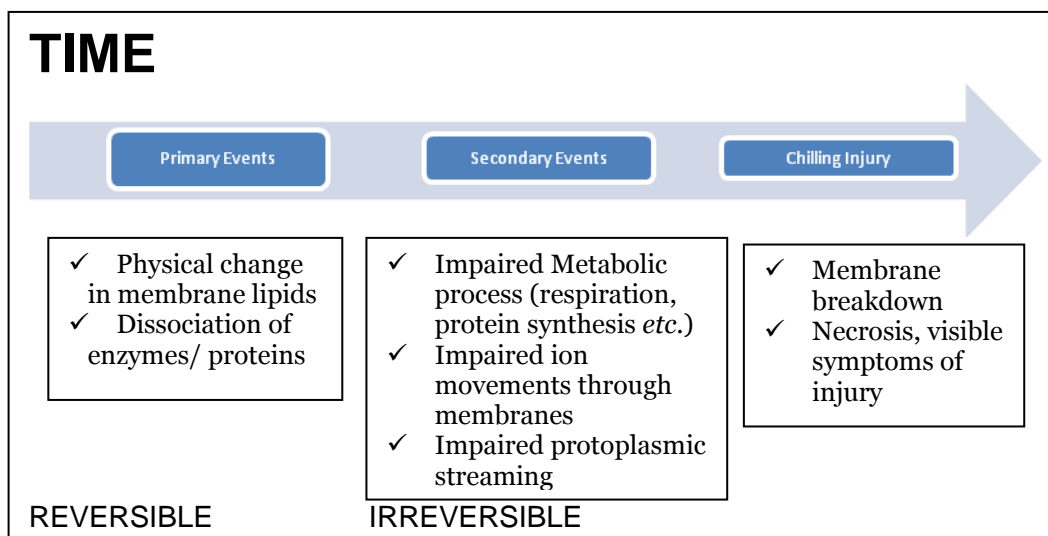 TIME
Primary Events
Secondary Events
Chilling Injury
✓ Physical change
in membrane lipids
✓ Dissociation of
enzymes/ proteins
✓ Impaired Metabolic
process (respiration,
protein synthesis etc.)
✓ Impaired ion
movements through
membranes
✓ Impaired protoplasmic
streaming
✓ Membrane
breakdown
✓ Necrosis, visible
symptoms of
injury
REVERSIBLE
IRREVERSIBLE